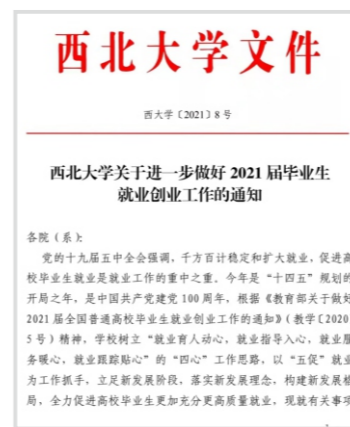 西北大学文件
西大学〔2021〕8号
西北大学关于进一步做好 2021 届毕业生
就业创业工作的通知
各院（系）：
党的十九届五中全会强调，千方百计稳定和扩大就业，促进高
校毕业生就业是就业工作的重中之重。今年是“十四五”规划的
开局之年，是中国共产党建党 100 周年，根据《教育部关于做好
2021 届全国普通高校毕业生就业创业工作的通知》（教学〔2020〕
5 号）精神，学校树立“就业育人动心，就业指导入心，就业服
务暖心，就业跟踪贴心”的“四心”工作思路，以“五促”就业
为工作抓手，立足新发展阶段，落实新发展理念，构建新发展格
局，全力促进高校毕业生更加充分更高质量就业，现就有关事项